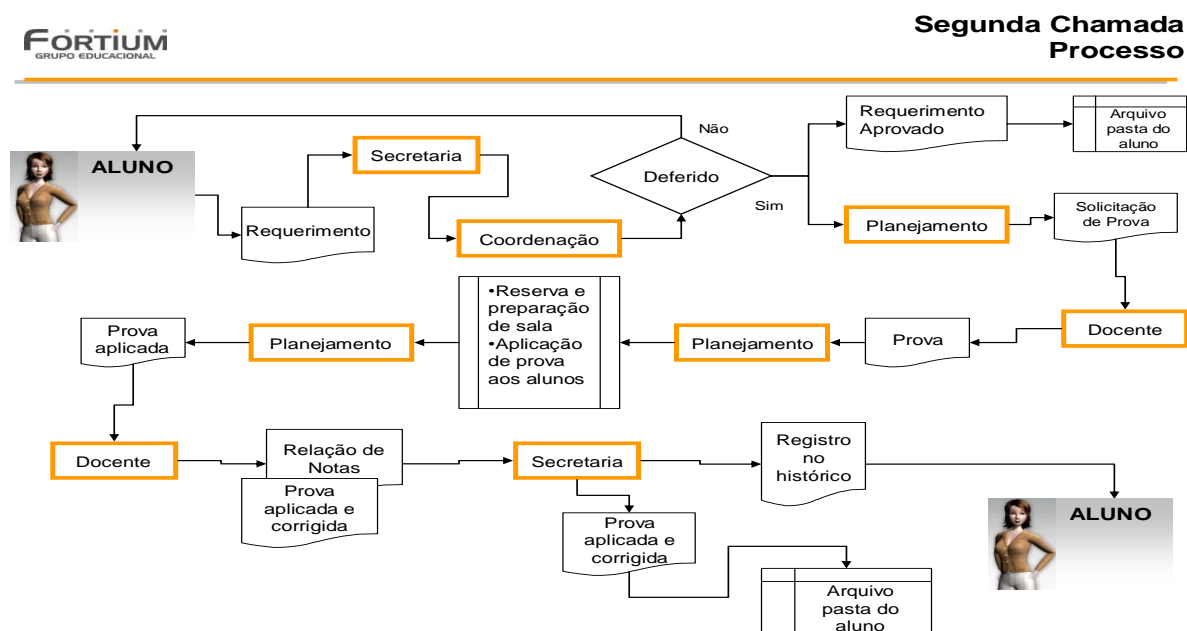 FORTIUM
GRUPO EDUCACIONAL
Segunda Chamada
Processo
ALUNO
Requerimento
Secretaria
Coordenação
Deferido
Não
Sim
Requerimento
Aprovado
Arquivo
pasta do
aluno
Planejamento
Solicitação
de Prova
Docente
Prova
Planejamento
•Reserva e
preparação
de sala
•Aplicação
de prova
aos alunos
Planejamento
Prova
aplicada
Docente
Relação de
Notas
Prova
aplicada e
corrigida
Secretaria
Registro
no
histórico
ALUNO
Prova
aplicada e
corrigida
Arquivo
pasta do
aluno